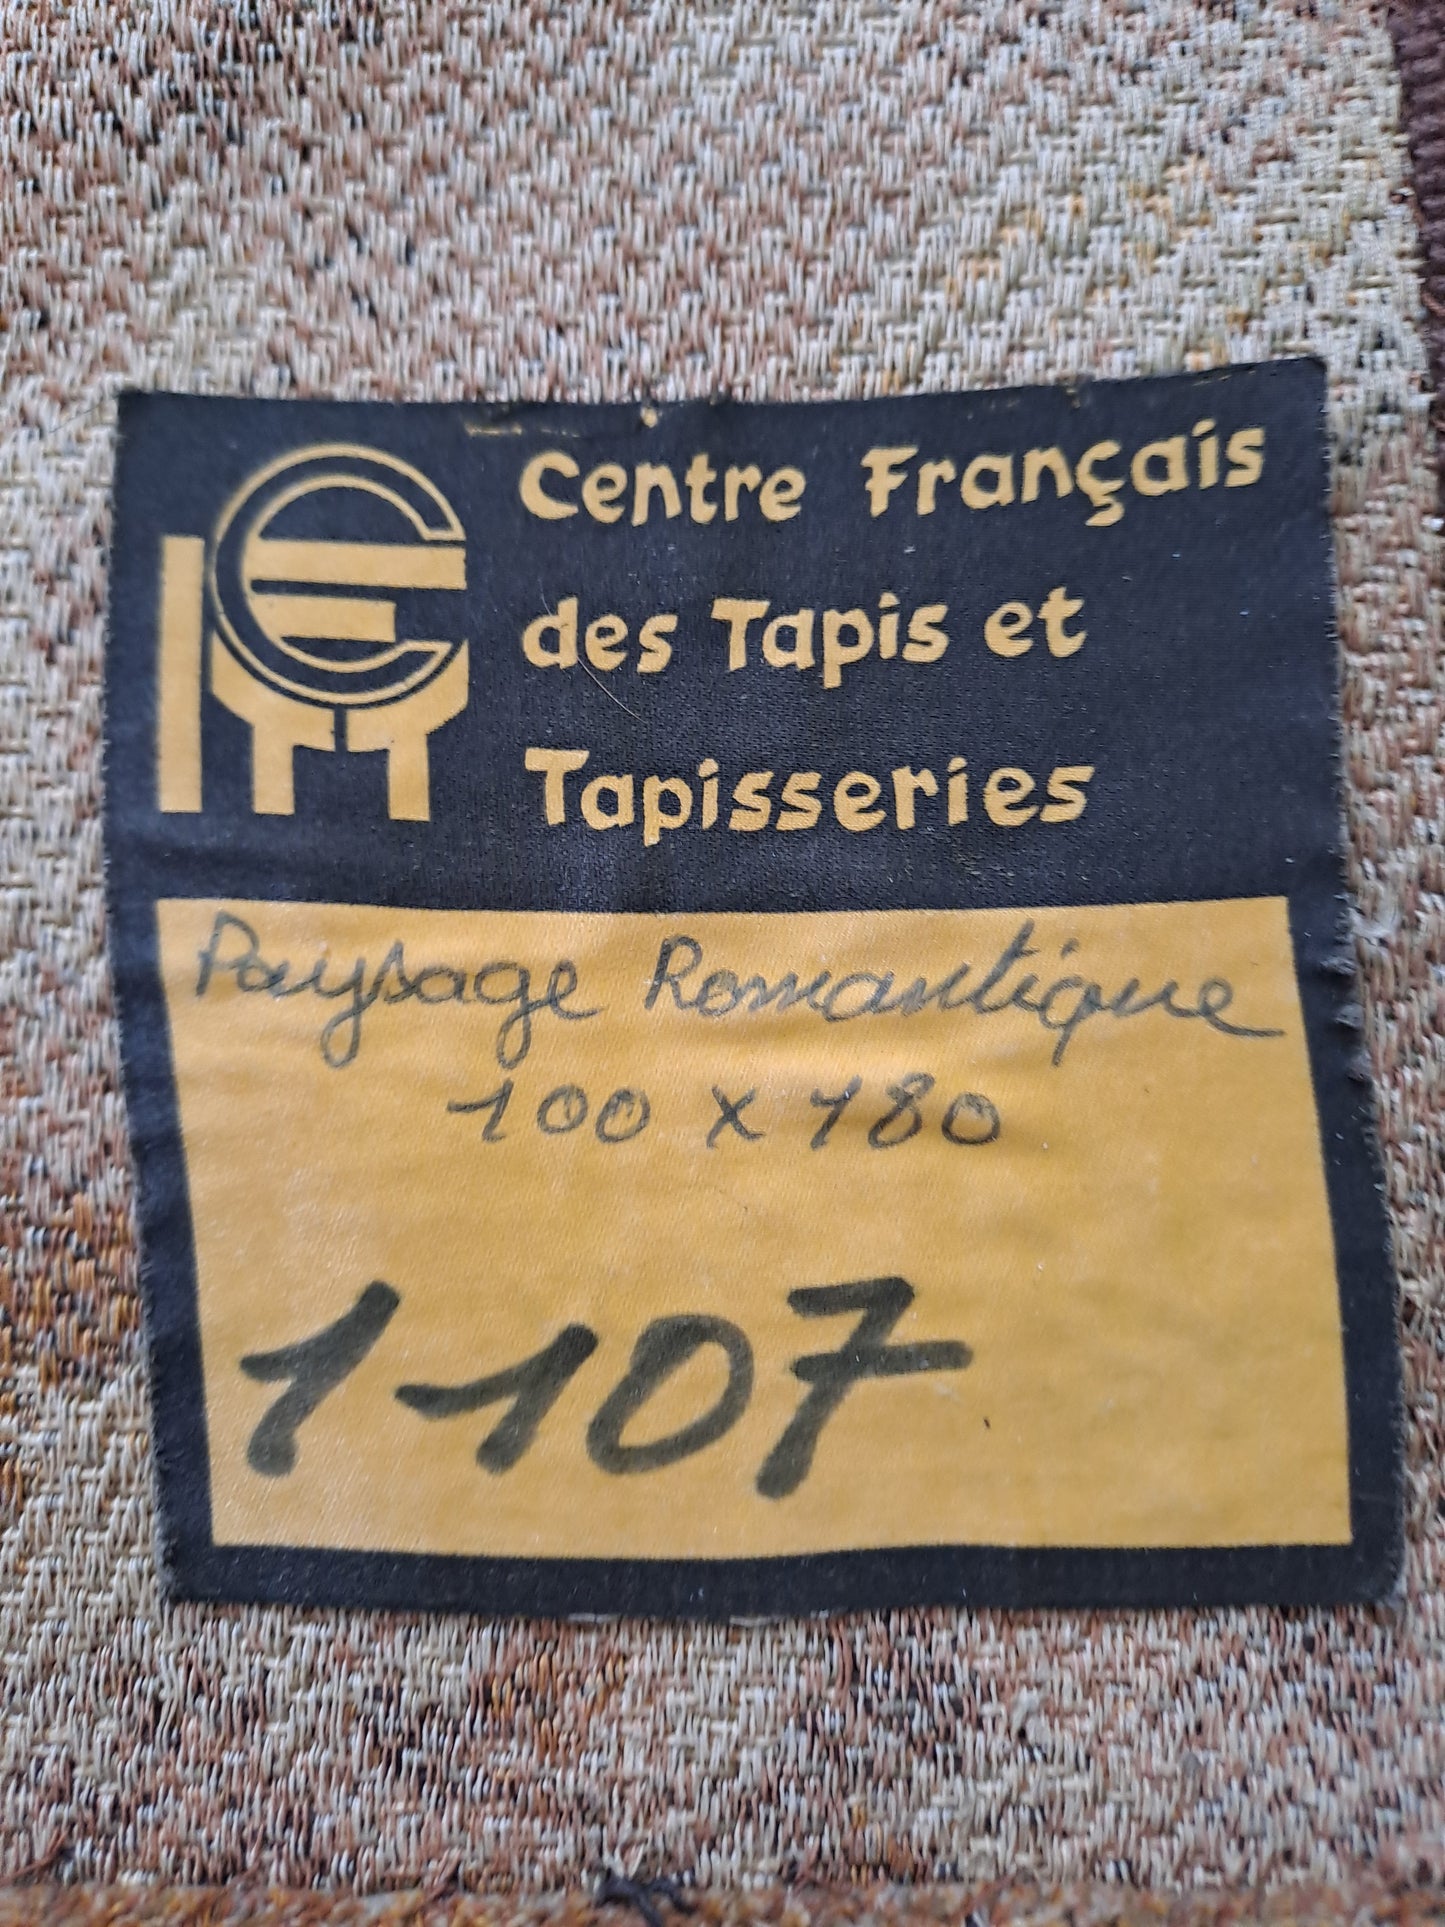 Centre Français
des Tapis et
Tapisseries
Paysage Romantique
100 x 180
1-107